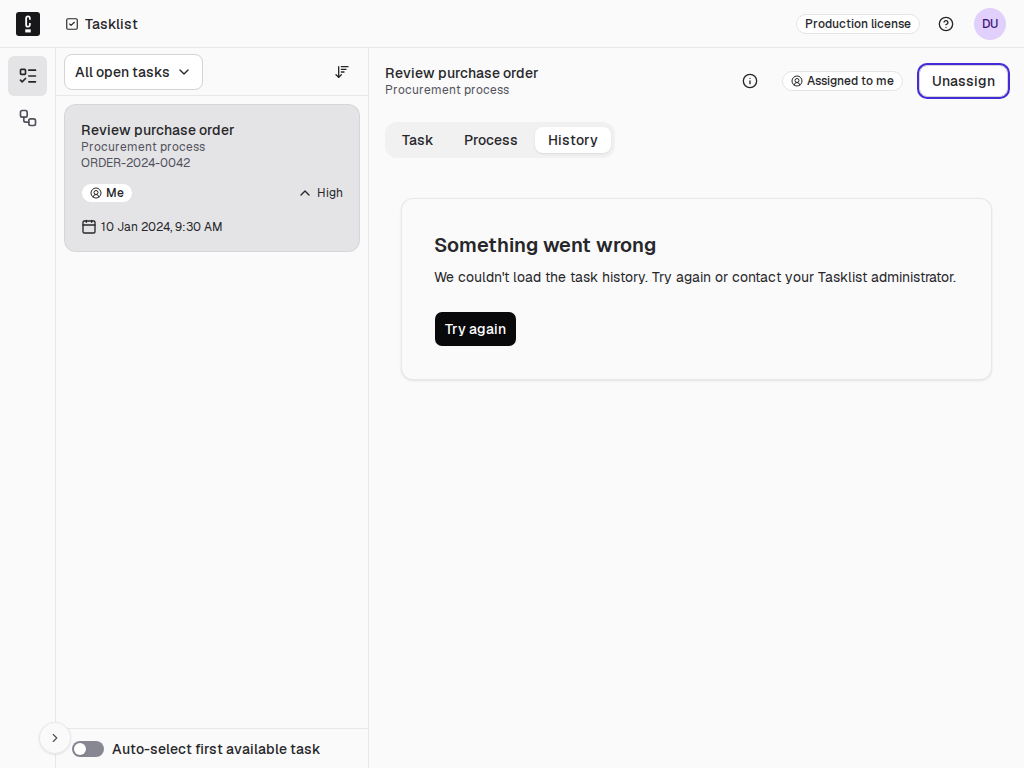 Tasklist
Production license
DU
All open tasks
Review purchase order
Procurement process
ORDER-2024-0042
Me
High
10 Jan 2024, 9:30 AM
Auto-select first available task
Review purchase order
Procurement process
Assigned to me
Unassign
Task
Process
History
Something went wrong
We couldn't load the task history. Try again or contact your Tasklist administrator.
Try again